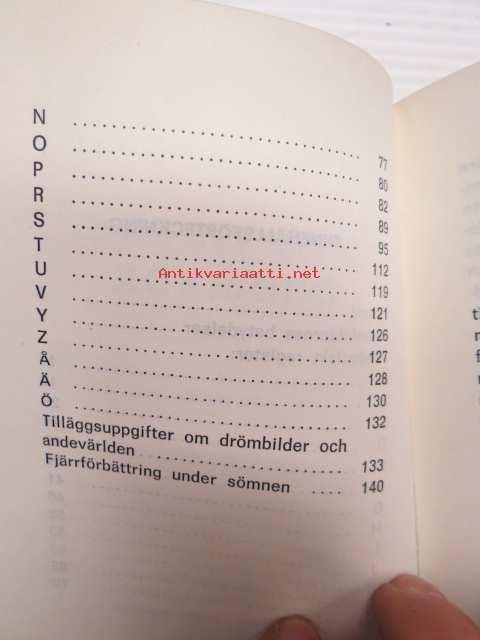 N .......................... 77
O .......................... 80
P .......................... 82
R .......................... 89
S .......................... 95
T .......................... 112
U .......................... 119
V .......................... 121
Y .......................... 126
Z .......................... 127
Å .......................... 128
Ä .......................... 130
Ö .......................... 132
Tilläggsuppgifter om drömbilder och
andevärlden .................. 133
Fjärrförbättring under sömnen .... 140
Antikvariaatti.net